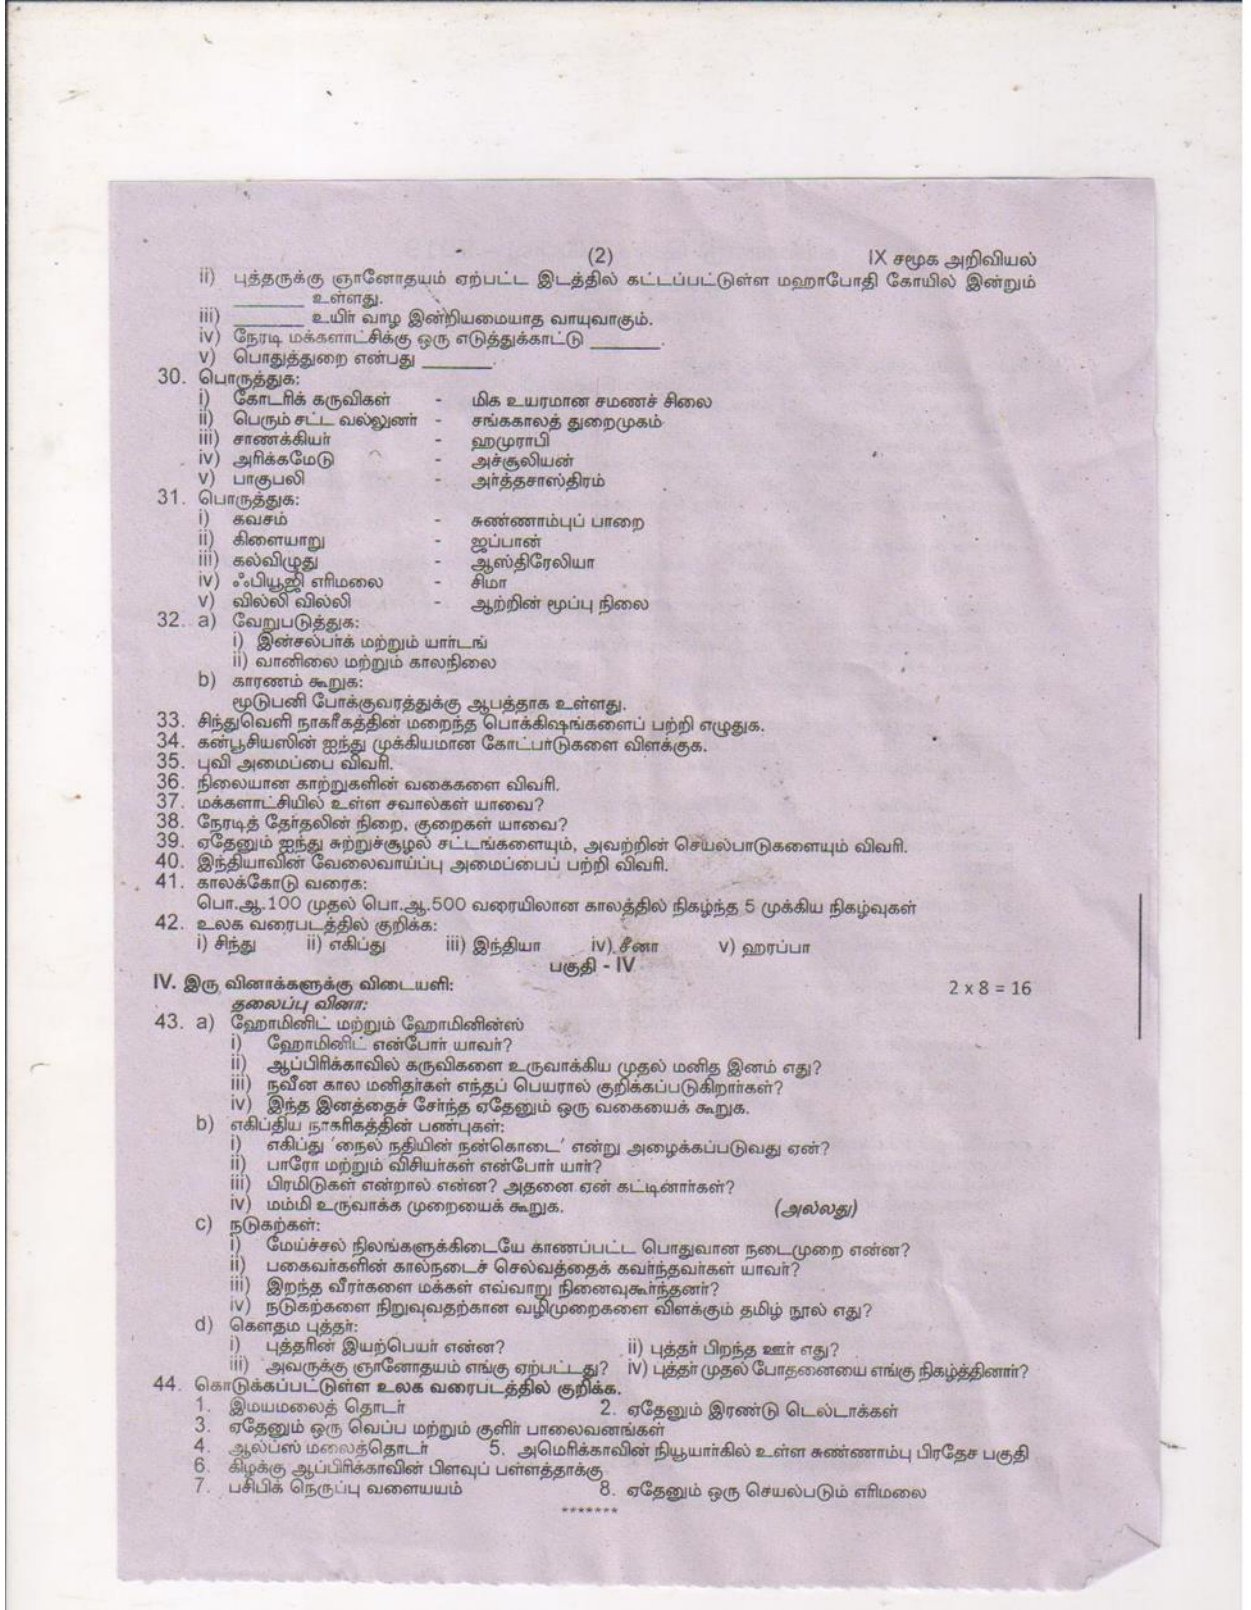 (2) IX சமூக அறிவியல்
ii) புத்தருக்கு ஞானோதயம் ஏற்பட்ட இடத்தில் கட்டப்பட்டுள்ள மஹாபோதி கோயில் இன்றும்
_______ உள்ளது.
iii) _______ உயிர் வாழ இன்றியமையாத வாயுவாகும்.
iv) நேரடி மக்களாட்சிக்கு ஒரு எடுத்துக்காட்டு _______.
v) பொதுத்துறை என்பது _______.
30. பொருத்துக:
i) கோடரிக் கருவிகள் - மிக உயரமான சமணச் சிலை
ii) பெரும் சட்ட வல்லுனர் - சங்ககாலத் துறைமுகம்
iii) சாணக்கியர் - ஹமுராபி
iv) அரிக்கமேடு - அச்சூலியன்
v) பாகுபலி - அர்த்தசாஸ்திரம்
31. பொருத்துக:
i) கவசம் - சுண்ணாம்புப் பாறை
ii) கிளையாறு - ஜப்பான்
iii) கல்விழுது - ஆஸ்திரேலியா
iv) ஃபியூஜி எரிமலை - சிமா
v) வில்லி வில்லி - ஆற்றின் மூப்பு நிலை
32. a) வேறுபடுத்துக:
i) இன்சல்பர்க் மற்றும் யார்டங்
ii) வானிலை மற்றும் காலநிலை
b) காரணம் கூறுக:
மூடுபனி போக்குவரத்துக்கு ஆபத்தாக உள்ளது.
33. சிந்துவெளி நாகரீகத்தின் மறைந்த பொக்கிஷங்களைப் பற்றி எழுதுக.
34. கன்பூசியஸின் ஐந்து முக்கியமான கோட்பாடுகளை விளக்குக.
35. புவி அமைப்பை விவரி.
36. நிலையான காற்றுகளின் வகைகளை விவரி.
37. மக்களாட்சியில் உள்ள சவால்கள் யாவை?
38. நேரடித் தேர்தலின் நிறை, குறைகள் யாவை?
39. ஏதேனும் ஐந்து சுற்றுச்சூழல் சட்டங்களையும், அவற்றின் செயல்பாடுகளையும் விவரி.
40. இந்தியாவின் வேலைவாய்ப்பு அமைப்பைப் பற்றி விவரி.
41. காலக்கோடு வரைக:
பொ.ஆ.100 முதல் பொ.ஆ.500 வரையிலான காலத்தில் நிகழ்ந்த 5 முக்கிய நிகழ்வுகள்
42. உலக வரைபடத்தில் குறிக்க:
i) சிந்து ii) எகிப்து iii) இந்தியா iv) சீனா v) ஹரப்பா
பகுதி - IV
IV. இரு வினாக்களுக்கு விடையளி: 2 x 8 = 16
தலைப்பு வினா:
43. a) ஹோமினிட் மற்றும் ஹோமினின்ஸ்
i) ஹோமினிட் என்போர் யாவர்?
ii) ஆப்பிரிக்காவில் கருவிகளை உருவாக்கிய முதல் மனித இனம் எது?
iii) நவீன கால மனிதர்கள் எந்தப் பெயரால் குறிக்கப்படுகிறார்கள்?
iv) இந்த இனத்தைச் சேர்ந்த ஏதேனும் ஒரு வகையைக் கூறுக.
b) எகிப்திய நாகரிகத்தின் பண்புகள்:
i) எகிப்து 'நைல் நதியின் நன்கொடை' என்று அழைக்கப்படுவது ஏன்?
ii) பாரோ மற்றும் விசியர்கள் என்போர் யார்?
iii) பிரமிடுகள் என்றால் என்ன? அதனை ஏன் கட்டினார்கள்?
iv) மம்மி உருவாக்க முறையைக் கூறுக. (அல்லது)
c) நடுகற்கள்:
i) மேய்ச்சல் நிலங்களுக்கிடையே காணப்பட்ட பொதுவான நடைமுறை என்ன?
ii) பகைவர்களின் கால்நடைச் செல்வத்தைக் கவர்ந்தவர்கள் யாவர்?
iii) இறந்த வீரர்களை மக்கள் எவ்வாறு நினைவுகூர்ந்தனர்?
iv) நடுகற்களை நிறுவுவதற்கான வழிமுறைகளை விளக்கும் தமிழ் நூல் எது?
d) கௌதம புத்தர்:
i) புத்தரின் இயற்பெயர் என்ன? ii) புத்தர் பிறந்த ஊர் எது?
iii) அவருக்கு ஞானோதயம் எங்கு ஏற்பட்டது? iv) புத்தர் முதல் போதனையை எங்கு நிகழ்த்தினார்?
44. கொடுக்கப்பட்டுள்ள உலக வரைபடத்தில் குறிக்க.
1. இமயமலைத் தொடர் 2. ஏதேனும் இரண்டு டெல்டாக்கள்
3. ஏதேனும் ஒரு வெப்ப மற்றும் குளிர் பாலைவனங்கள்
4. ஆல்ப்ஸ் மலைத்தொடர் 5. அமெரிக்காவின் நியூயார்கில் உள்ள சுண்ணாம்பு பிரதேச பகுதி
6. கிழக்கு ஆப்பிரிக்காவின் பிளவுப் பள்ளத்தாக்கு
7. பசிபிக் நெருப்பு வளையயம் 8. ஏதேனும் ஒரு செயல்படும் எரிமலை
*******